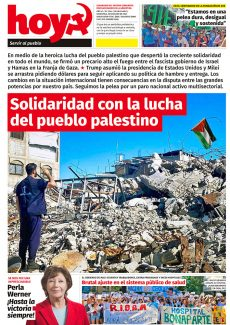 hoy
Servir al pueblo
"Estamos en una
pelea dura, desigual
y sostenida"
En medio de la heroica lucha del pueblo palestino que despertó la creciente solidaridad
en todo el mundo, se firmó un precario alto el fuego entre el fascista gobierno de Israel
y Hamas en la Franja de Gaza. ★ Trump asumió la presidencia de Estados Unidos y Milei
se arrastra pidiendo dólares para seguir aplicando su política de hambre y entrega. Los
cambios en la situación internacional tienen consecuencias en la disputa entre las grandes
potencias por nuestro país. Seguimos la pelea por un paro nacional activo multisectorial.
Solidaridad con la lucha
del pueblo palestino
Perla
Werner
¡Hasta la
victoria
siempre!
Brutal ajuste en el sistema público de salud
HOSPITAL
BONAPARTE